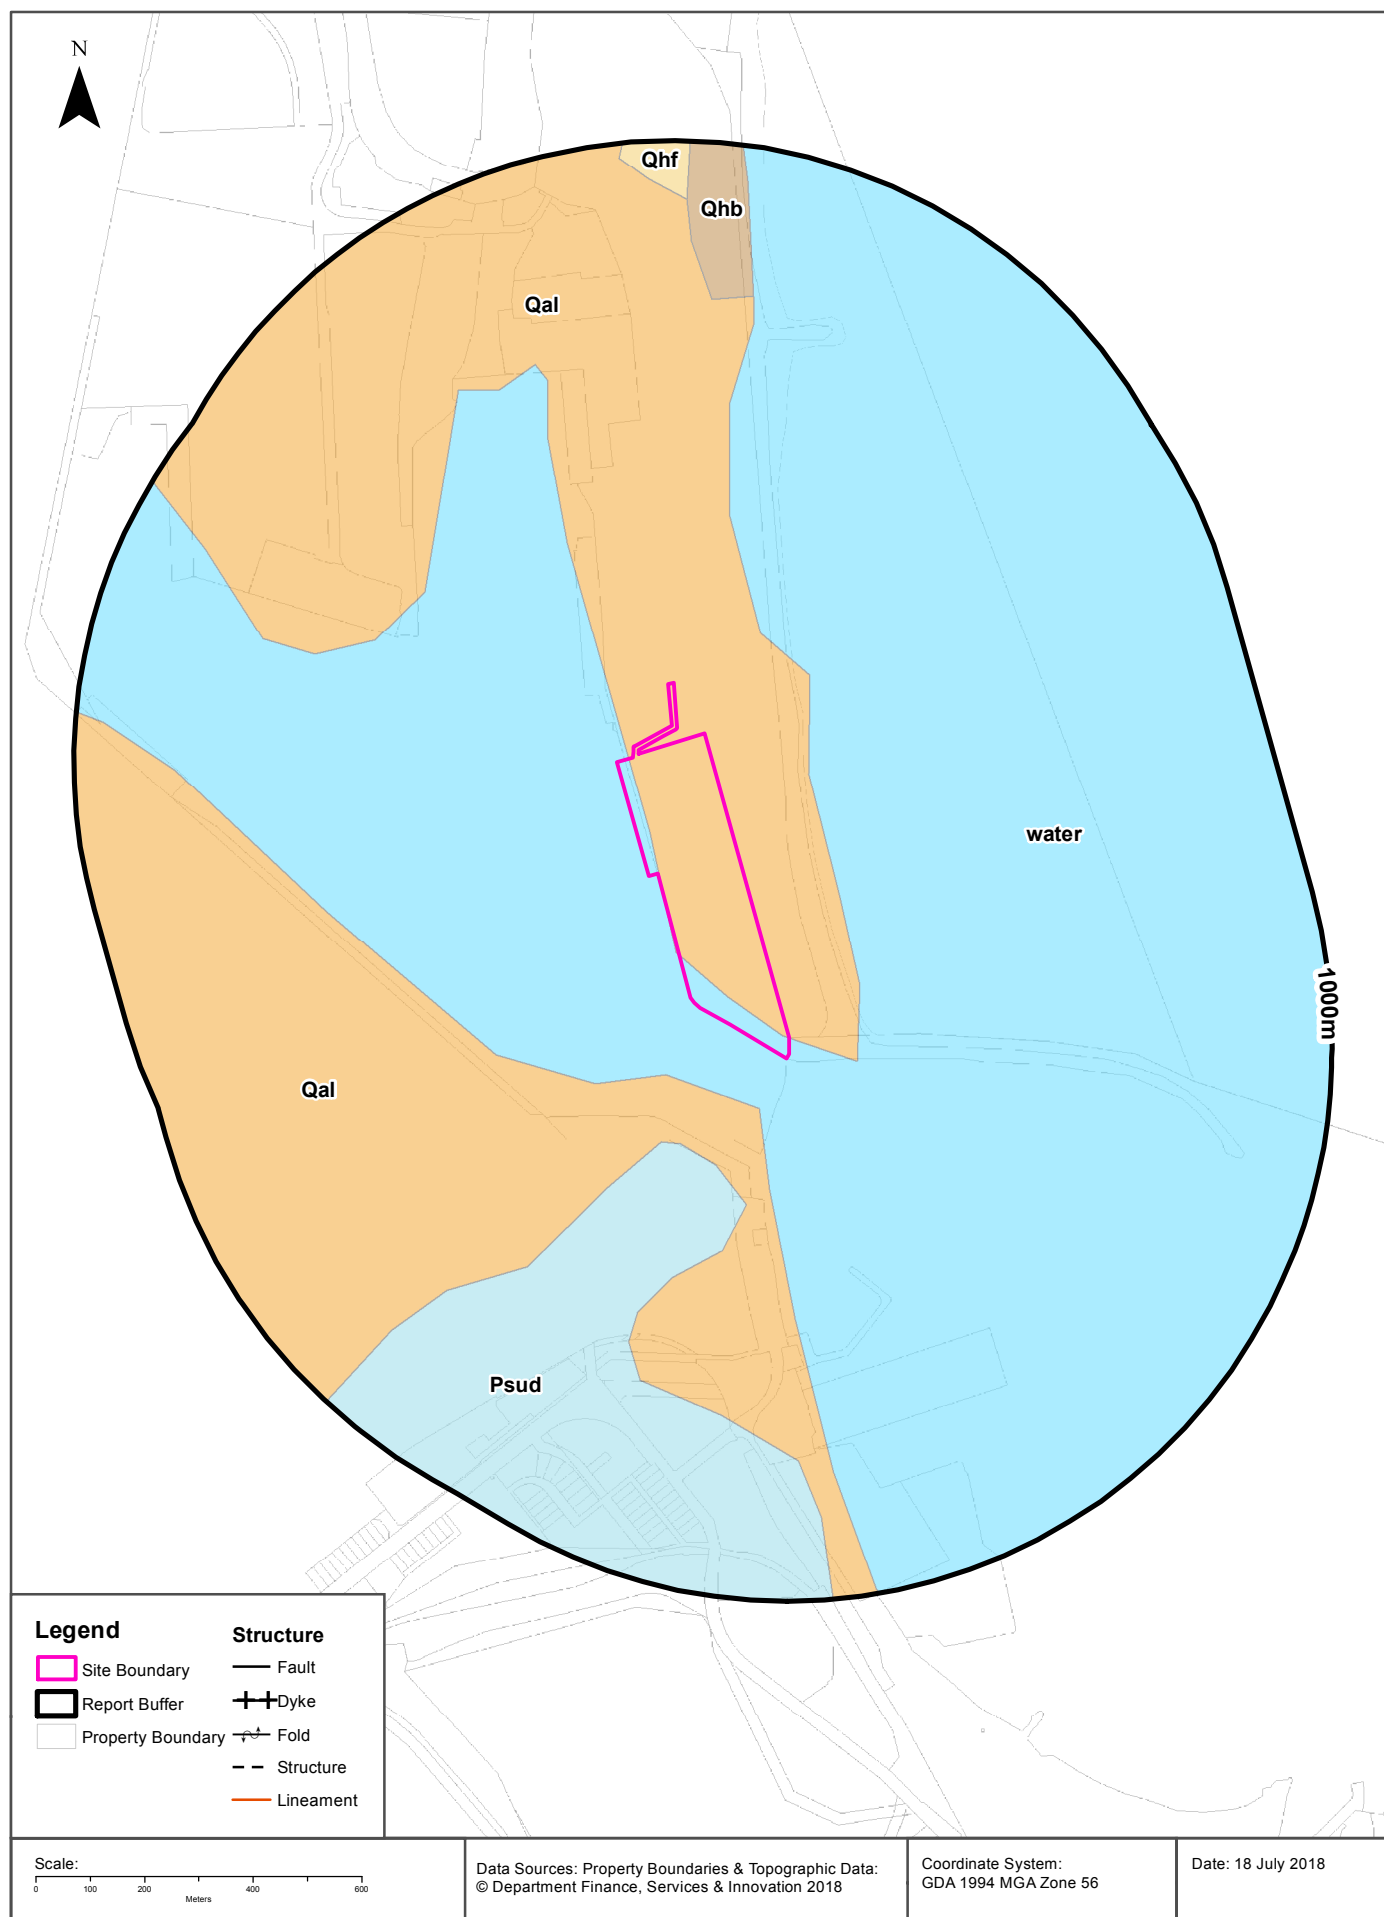 N
Qhf
Qhb
Qal
water
1000m
Qal
Psud
Legend
Site Boundary
Report Buffer
Property Boundary
Structure
Fault
Dyke
Fold
Structure
Lineament
Scale:
0 100 200 400 600
Meters
Data Sources: Property Boundaries & Topographic Data:
© Department Finance, Services & Innovation 2018
Coordinate System:
GDA 1994 MGA Zone 56
Date: 18 July 2018